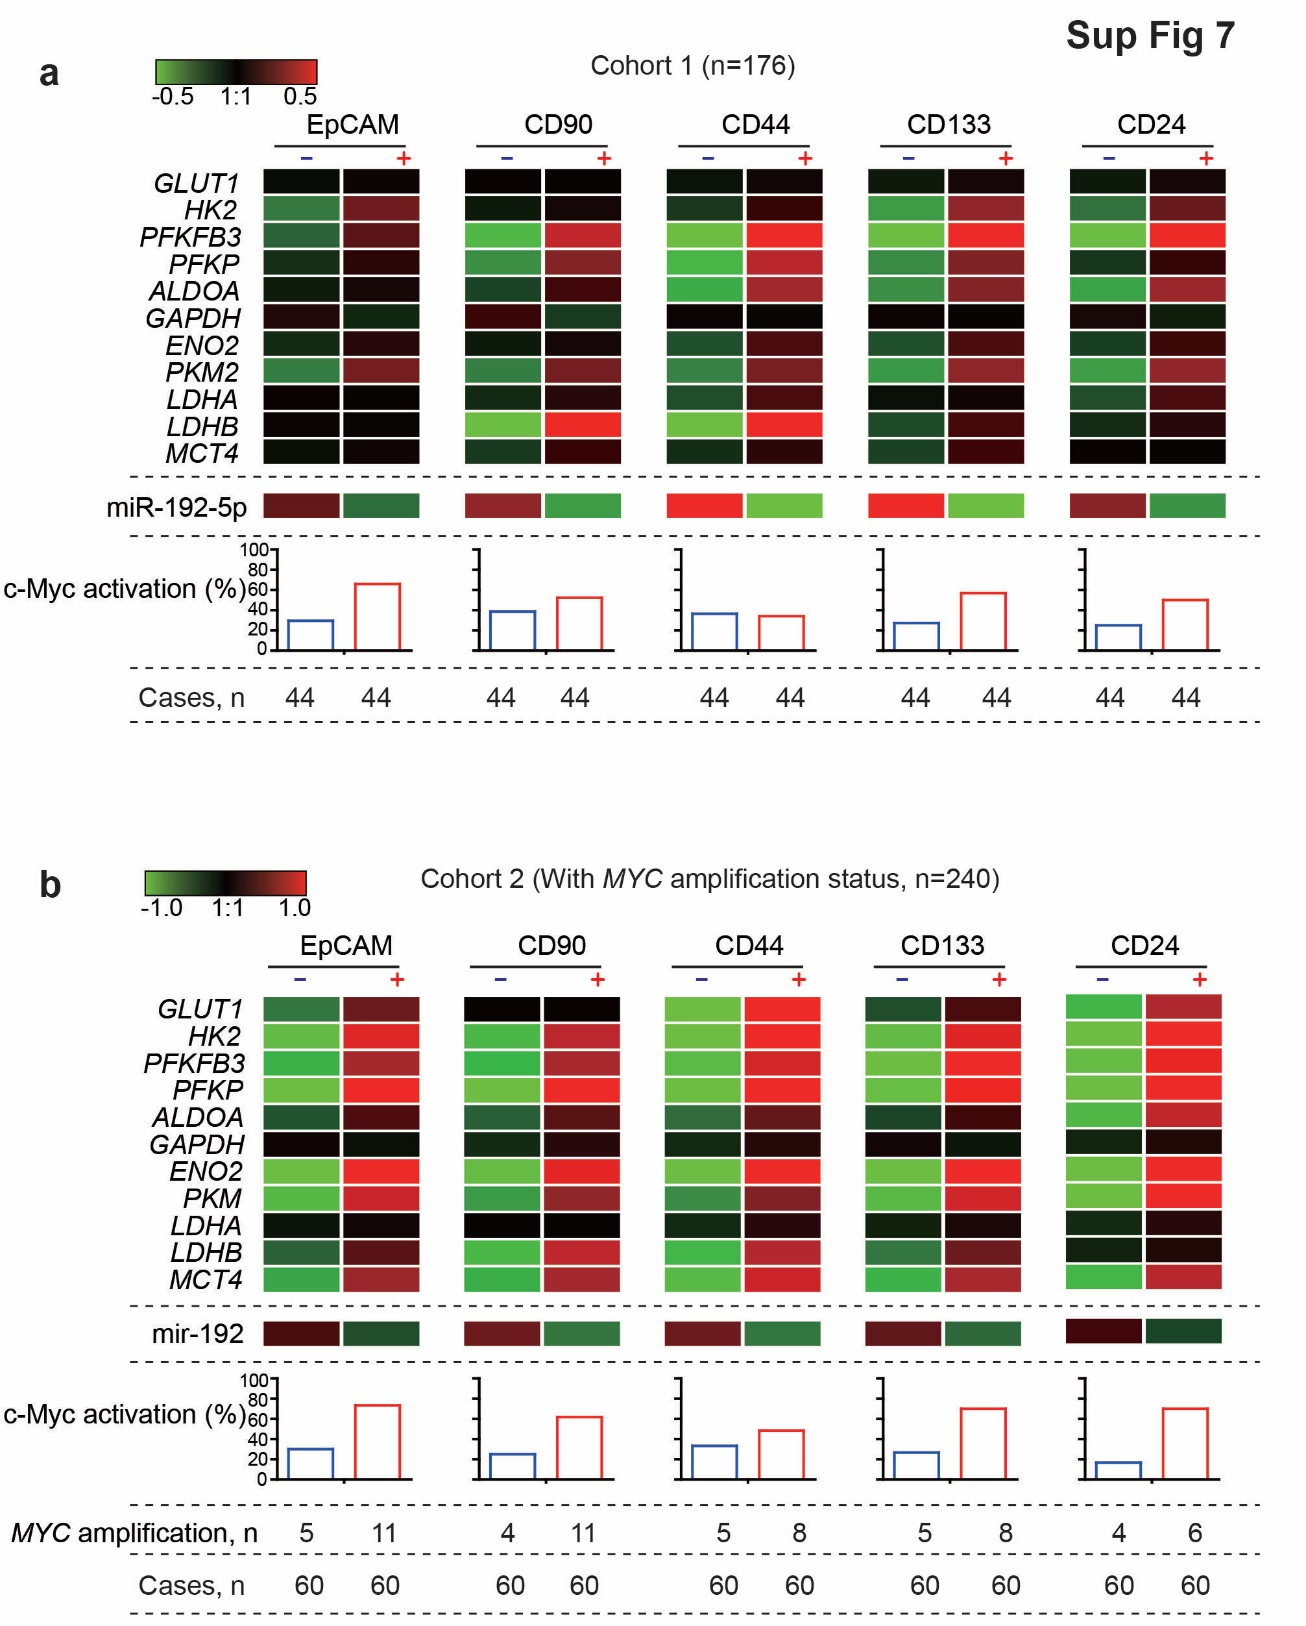 Sup Fig 7
a
Cohort 1 (n=176)
-0.5 1:1 0.5
EpCAM CD90 CD44 CD133 CD24
− + − + − + − + − +
GLUT1
HK2
PFKFB3
PFKP
ALDOA
GAPDH
ENO2
PKM2
LDHA
LDHB
MCT4
miR-192-5p
c-Myc activation (%)
100
80
60
40
20
0
Cases, n 44 44 44 44 44 44 44 44 44 44
b
Cohort 2 (With MYC amplification status, n=240)
-1.0 1:1 1.0
EpCAM CD90 CD44 CD133 CD24
− + − + − + − + − +
GLUT1
HK2
PFKFB3
PFKP
ALDOA
GAPDH
ENO2
PKM
LDHA
LDHB
MCT4
mir-192
c-Myc activation (%)
100
80
60
40
20
0
MYC amplification, n 5 11 4 11 5 8 5 8 4 6
Cases, n 60 60 60 60 60 60 60 60 60 60